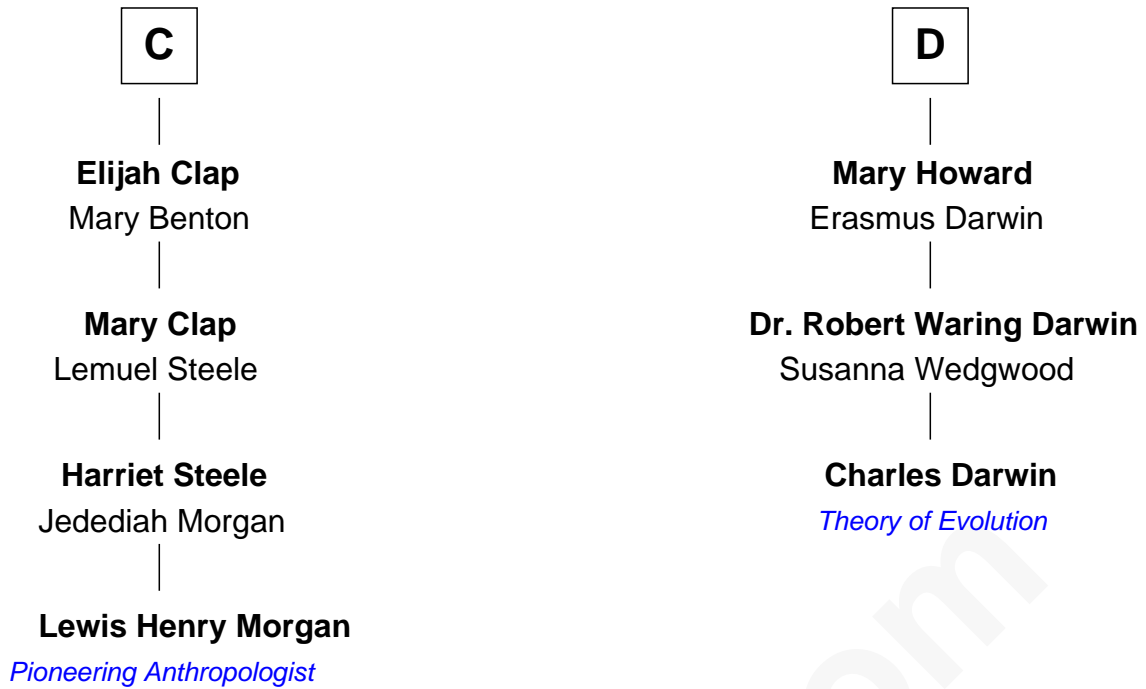 C
Elijah Clap
Mary Benton
Mary Clap
Lemuel Steele
Harriet Steele
Jedediah Morgan
Lewis Henry Morgan
Pioneering Anthropologist
D
Mary Howard
Erasmus Darwin
Dr. Robert Waring Darwin
Susanna Wedgwood
Charles Darwin
Theory of Evolution
om